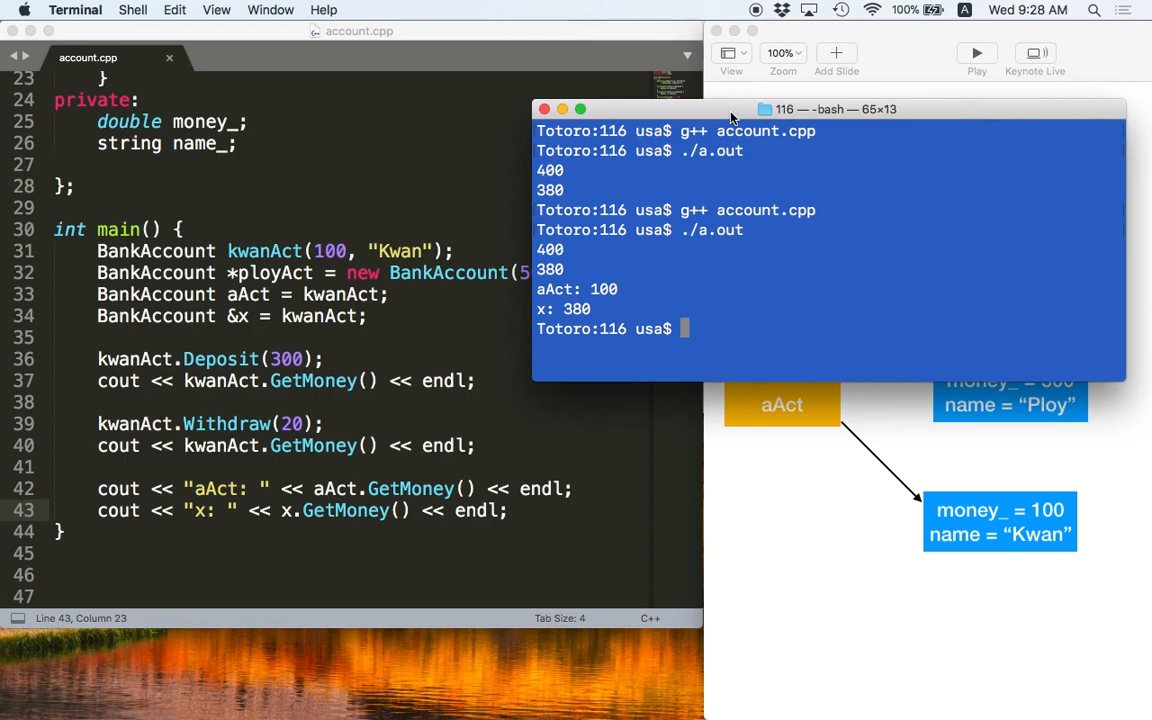 Terminal Shell Edit View Window Help 100% A Wed 9:28 AM
account.cpp
account.cpp
23 }
24 private:
25 double money_;
26 string name_;
27
28 };
29
30 int main() {
31 BankAccount kwanAct(100, "Kwan");
32 BankAccount *ployAct = new BankAccount(5
33 BankAccount aAct = kwanAct;
34 BankAccount &x = kwanAct;
35
36 kwanAct.Deposit(300);
37 cout << kwanAct.GetMoney() << endl;
38
39 kwanAct.Withdraw(20);
40 cout << kwanAct.GetMoney() << endl;
41
42 cout << "aAct: " << aAct.GetMoney() << endl;
43 cout << "x: " << x.GetMoney() << endl;
44 }
45
46
47
Line 43, Column 23 Tab Size: 4 C++
100%
View Zoom Add Slide Play Keynote Live
116 — -bash — 65×13
Totoro:116 usa$ g++ account.cpp
Totoro:116 usa$ ./a.out
400
380
Totoro:116 usa$ g++ account.cpp
Totoro:116 usa$ ./a.out
400
380
aAct: 100
x: 380
Totoro:116 usa$
aAct
money_ = 500
name = “Ploy”
money_ = 100
name = “Kwan”